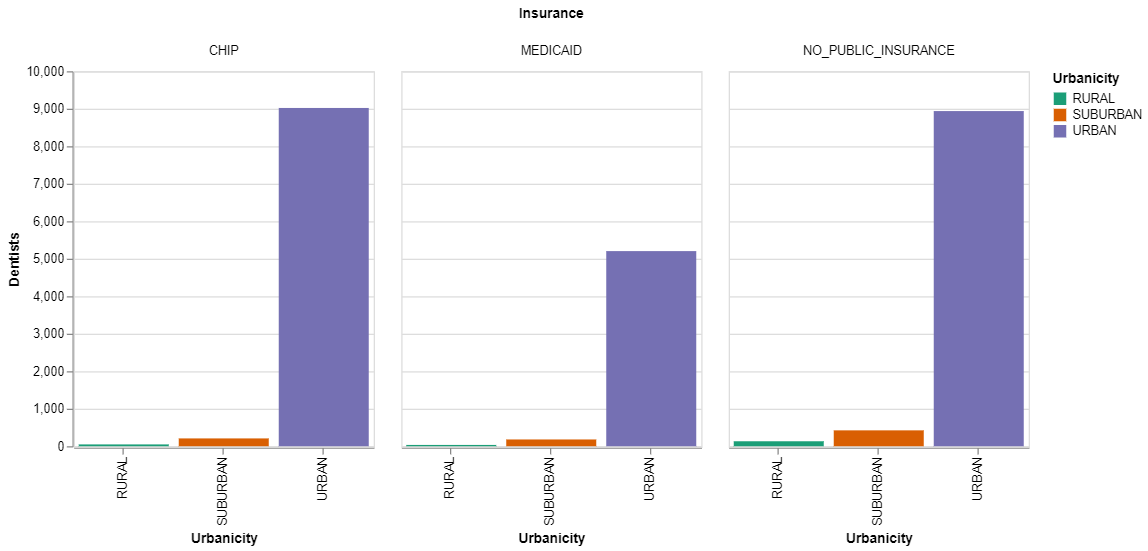 Insurance
CHIP
MEDICAID
NO_PUBLIC_INSURANCE
Dentists
10,000
9,000
8,000
7,000
6,000
5,000
4,000
3,000
2,000
1,000
0
RURAL
SUBURBAN
URBAN
Urbanicity
RURAL
SUBURBAN
URBAN
Urbanicity
RURAL
SUBURBAN
URBAN
Urbanicity
Urbanicity
RURAL
SUBURBAN
URBAN